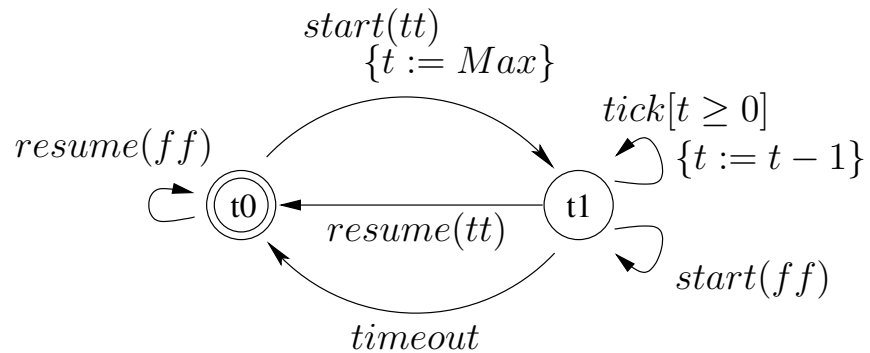 start(tt)
{t := Max}
tick[t ≥ 0]
{t := t − 1}
resume(ff)
t0
t1
resume(tt)
start(ff)
timeout